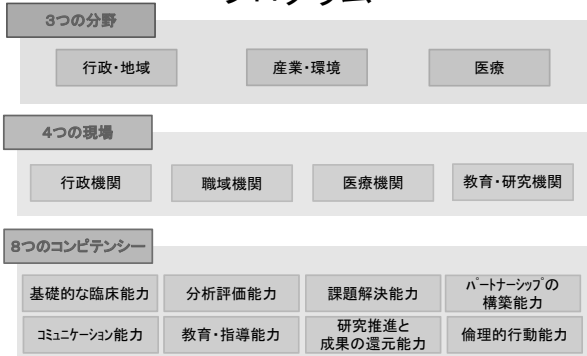 3つの分野
行政・地域
産業・環境
医療
4つの現場
行政機関
職域機関
医療機関
教育・研究機関
8つのコンピテンシー
基礎的な臨床能力
分析評価能力
課題解決能力
パートナーシップの
構築能力
コミュニケーション能力
教育・指導能力
研究推進と
成果の還元能力
倫理的行動能力